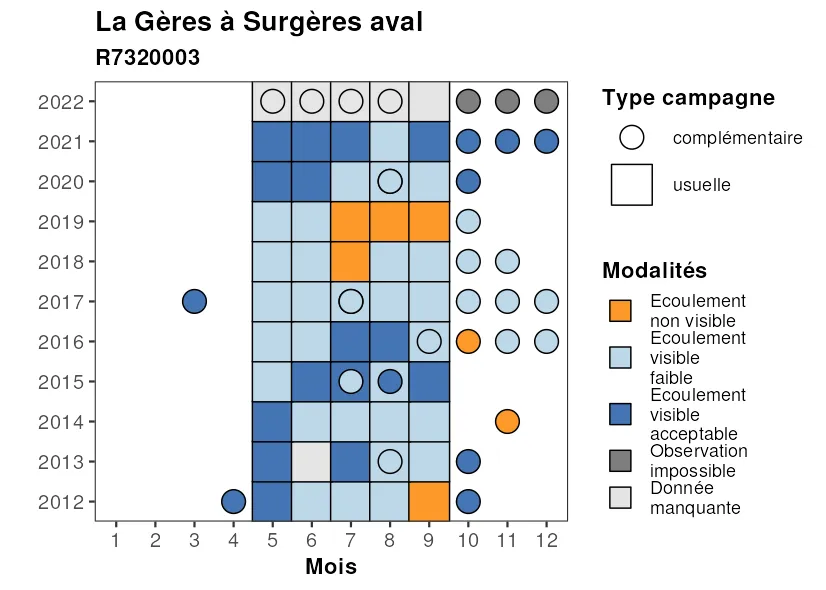 La Gères à Surgères aval
R7320003
2022
2021
2020
2019
2018
2017
2016
2015
2014
2013
2012
1 2 3 4 5 6 7 8 9 10 11 12
Mois
Type campagne
complémentaire
usuelle
Modalités
Ecoulement
non visible
Ecoulement
visible
faible
Ecoulement
visible
acceptable
Observation
impossible
Donnée
manquante